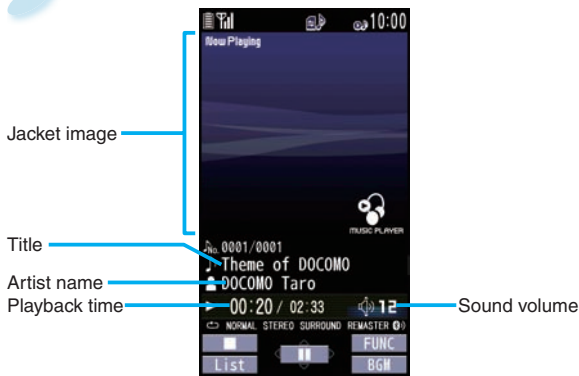 10:00
Now Playing
Jacket image
MUSIC PLAYER
No. 0001/0001
Title
Theme of DOCOMO
Artist name
DOCOMO Taro
Playback time
00:20 / 02:33
12
Sound volume
NORMAL STEREO SURROUND REMASTER
FUNC
List
BGM